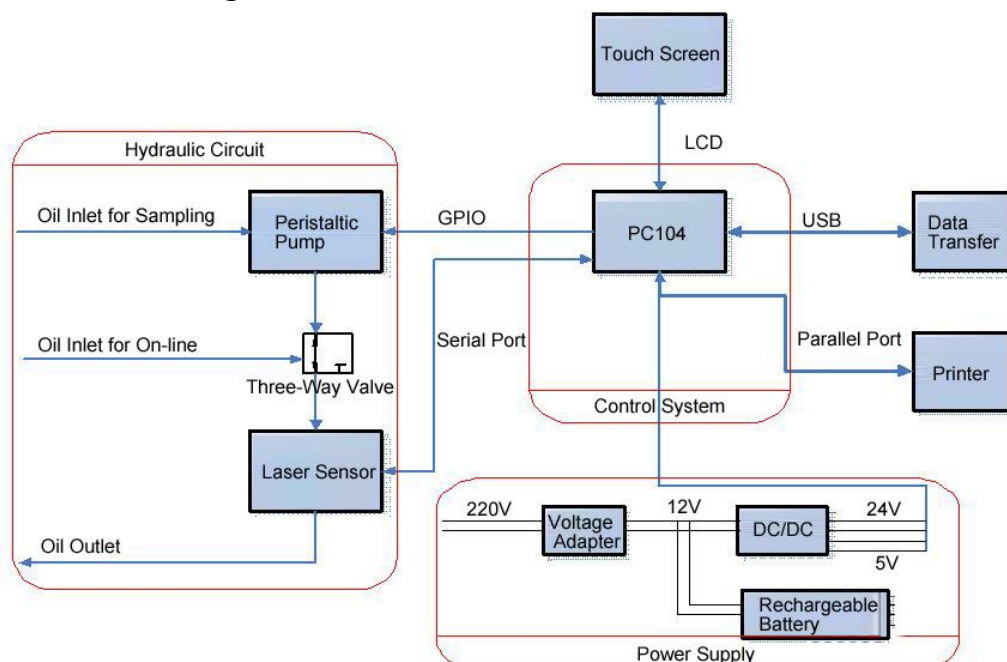 Touch Screen
LCD
Hydraulic Circuit
Oil Inlet for Sampling
Peristaltic
Pump
GPIO
PC104
USB
Data
Transfer
Oil Inlet for On-line
T
Three-Way Valve
Serial Port
Parallel Port
Printer
Control System
Laser Sensor
Oil Outlet
220V
Voltage
Adapter
12V
DC/DC
24V
5V
Rechargeable
Battery
Power Supply